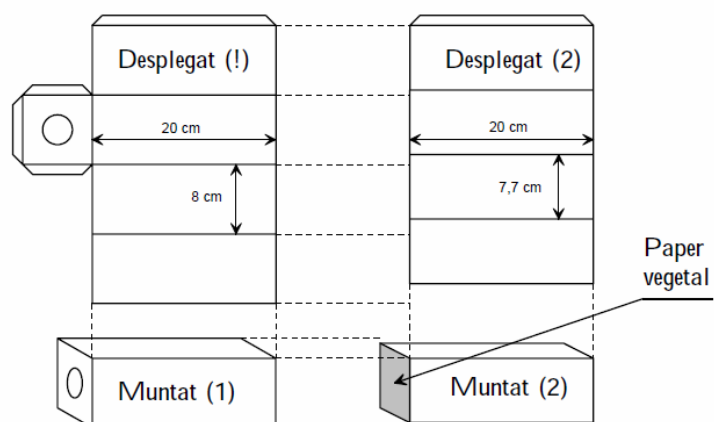 Desplegat (!)
Desplegat (2)
20 cm
20 cm
8 cm
7,7 cm
Paper
vegetal
Muntat (1)
Muntat (2)